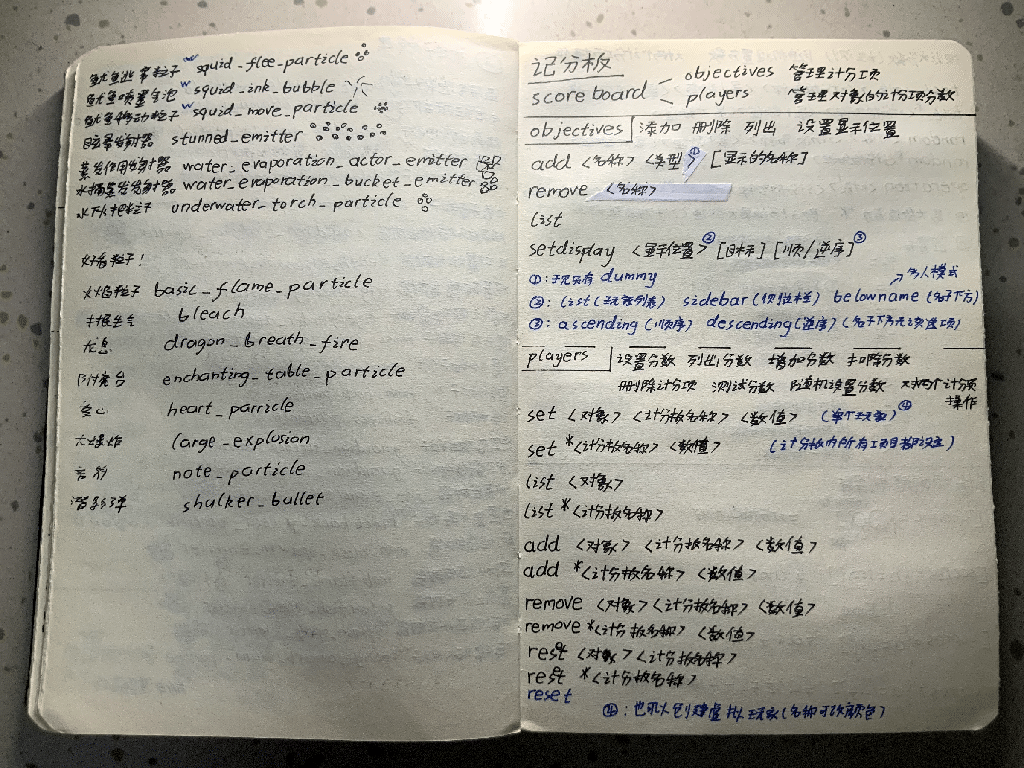 鱿鱼逃窜粒子 w squid_flee_particle
鱿鱼喷墨气泡 w squid_ink_bubble
鱿鱼移动粒子 w squid_move_particle
眩晕发射器 stunned_emitter
蒸发作用发射器 water_evaporation_actor_emitter
水桶蒸发发射器 water_evaporation_bucket_emitter
水下火把粒子 underwater_torch_particle
好看粒子!
火焰粒子 basic_flame_particle
bleach
龙息 dragon_breath_fire
附魔台 enchanting_table_particle
爱心 heart_particle
大爆炸 large_explosion
音符 note_particle
潜影弹 shulker_bullet
记分板
scoreboard
objectives 管理计分项
players 管理对象的计分项分数
objectives 添加 删除 列出 设置显示位置
add <名称> <类型>① [显示的名称]
remove <名称>
list
setdisplay <显示位置>② [目标] [顺/逆序]③
①:现只有 dummy
多人模式
②:list(玩家列表) sidebar(侧边栏) belowname(名字下方)
③:ascending(顺序) descending(逆序)(名字下方无该选项)
players 设置分数 列出分数 增加分数 扣除分数
删除计分项 测试分数 随机设置分数 对两个计分项
操作
set <对象> <计分板名称> <数值> (单个玩家)④
set *<计分板名称> <数值> (计分板内所有项目都设定)
list <对象>
list *<计分板名称>
add <对象> <计分板名称> <数值>
add *<计分板名称> <数值>
remove <对象> <计分板名称> <数值>
remove *<计分板名称> <数值>
reset <对象> <计分板名称>
reset *<计分板名称>
reset
④:也可以创建虚拟玩家(名称可改颜色)